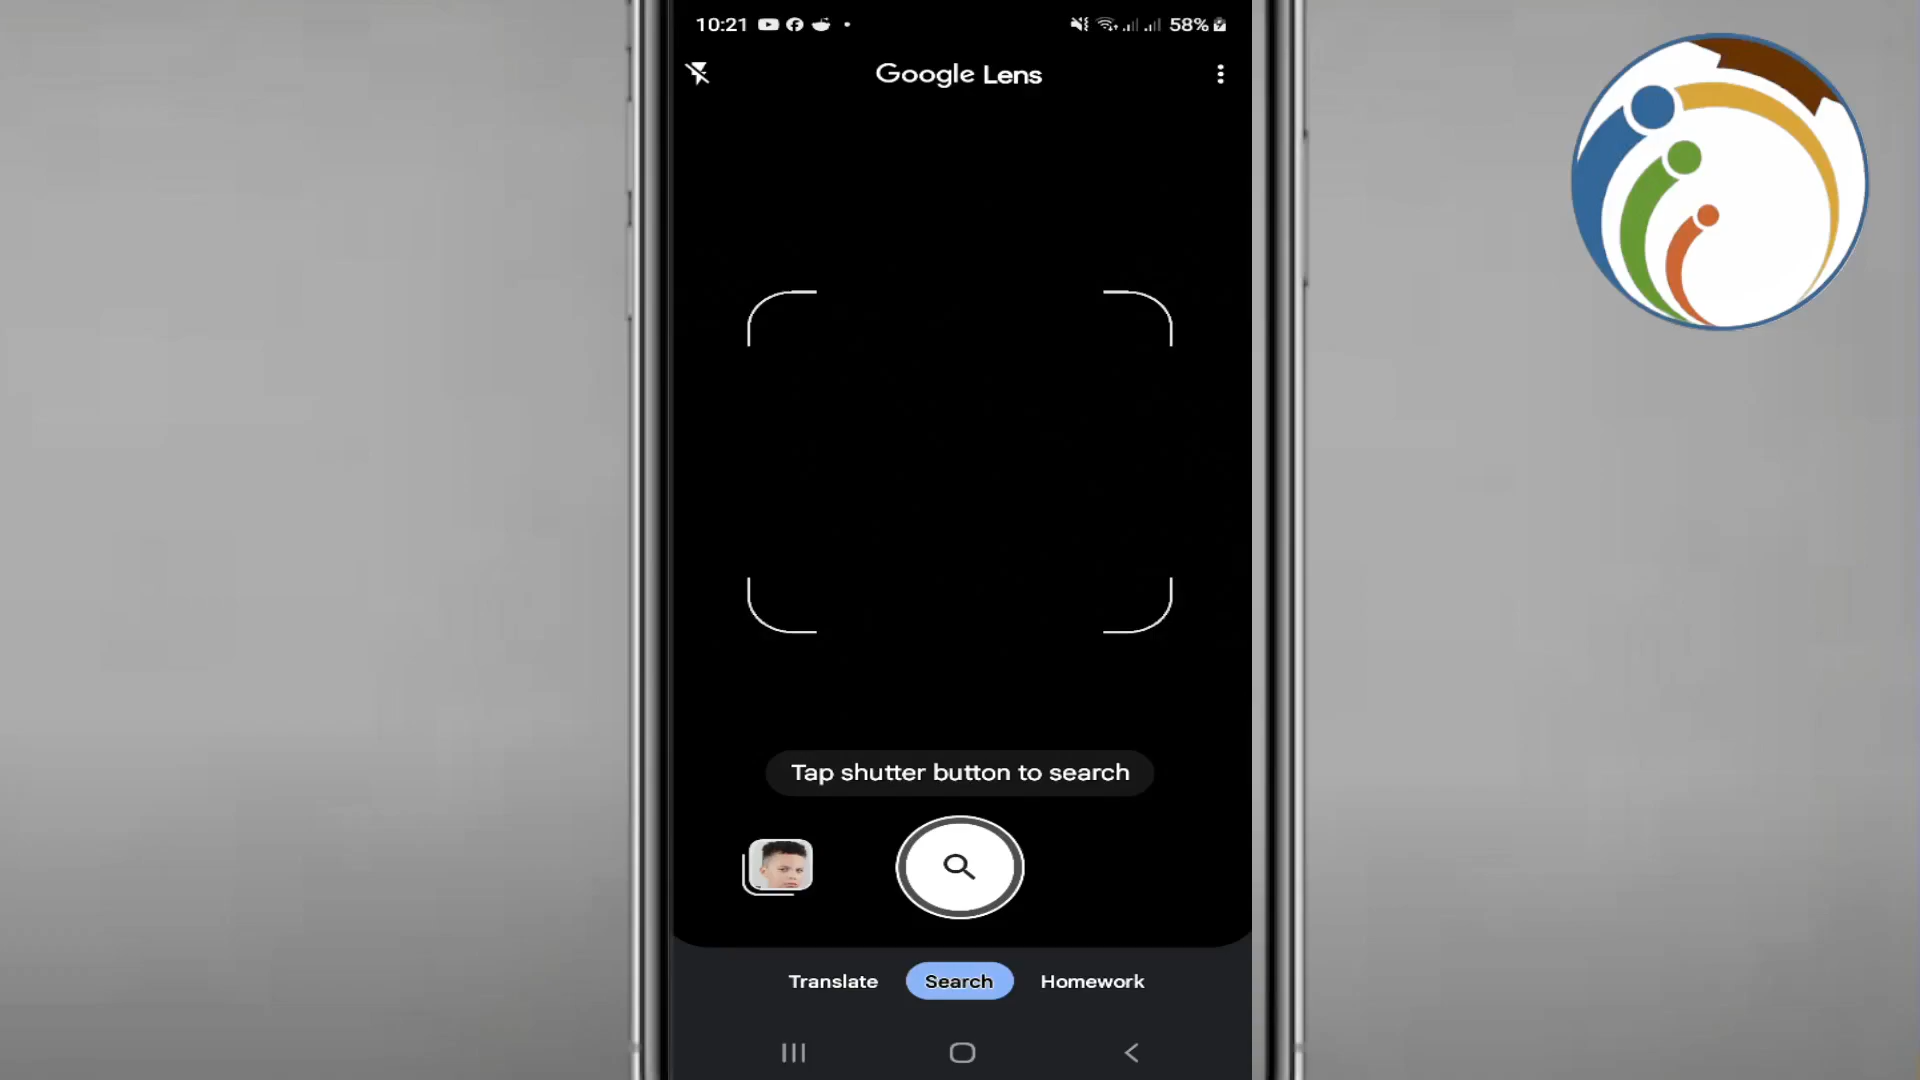 10:21
58%
Google Lens
Tap shutter button to search
Translate
Search
Homework